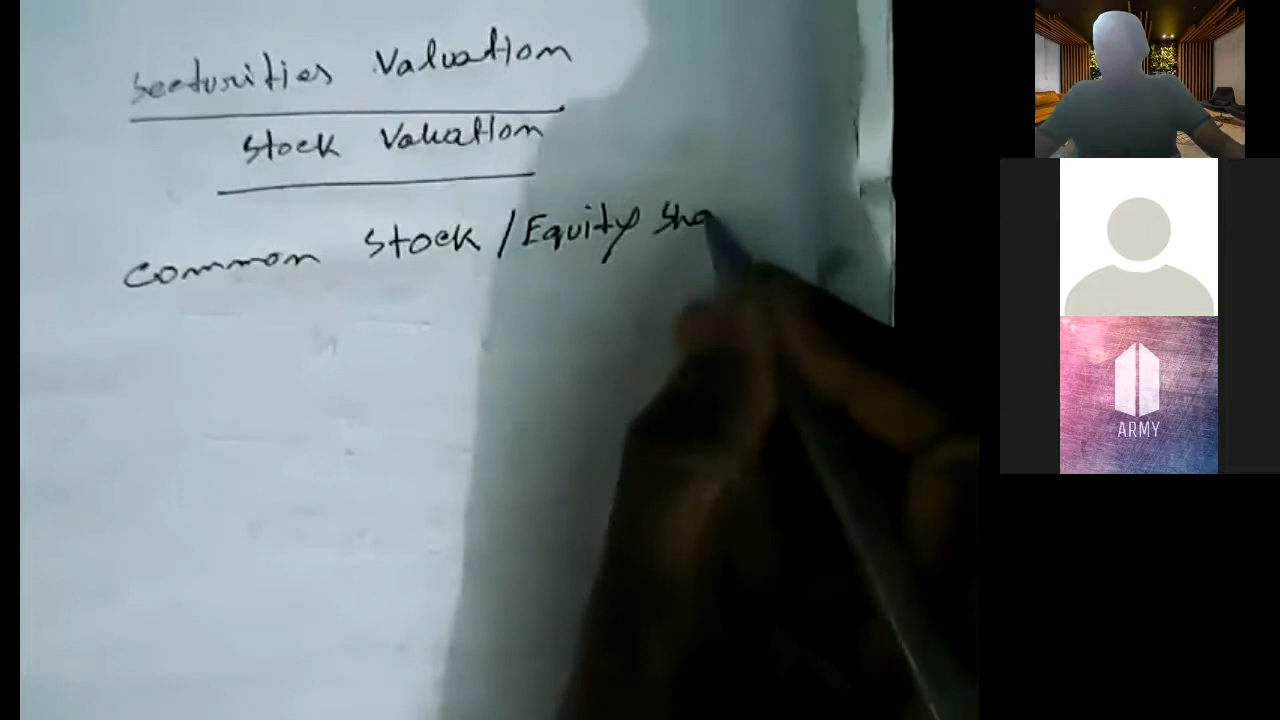 Securities Valuation
Stock Valuation
Common Stock / Equity Sha
ARMY